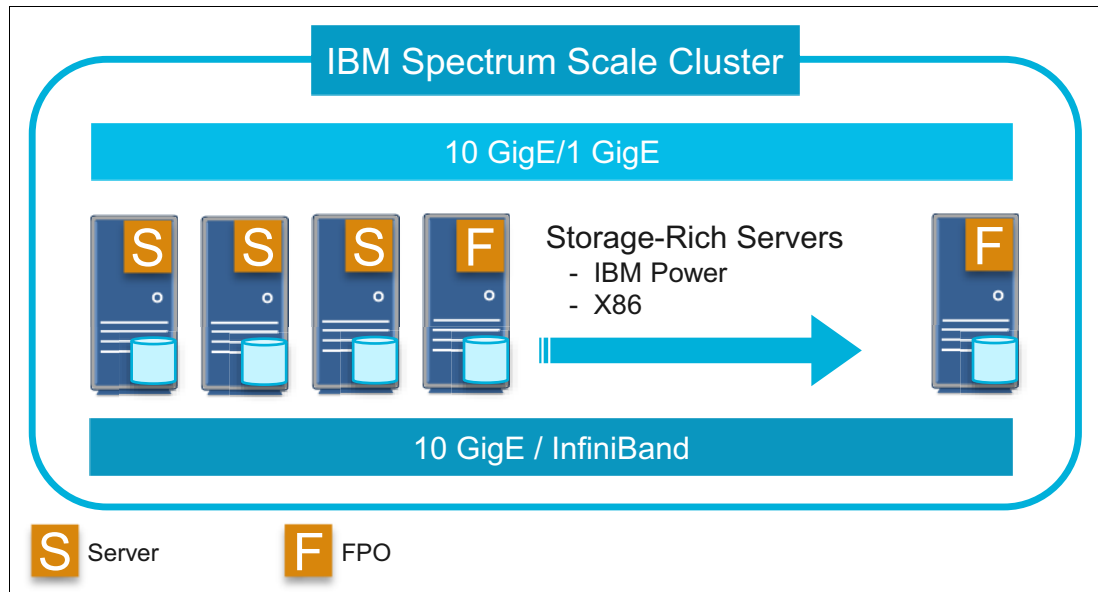 IBM Spectrum Scale Cluster
10 GigE/1 GigE
S
S
S
F
Storage-Rich Servers
- IBM Power
- X86
F
10 GigE / InfiniBand
S Server
F FPO